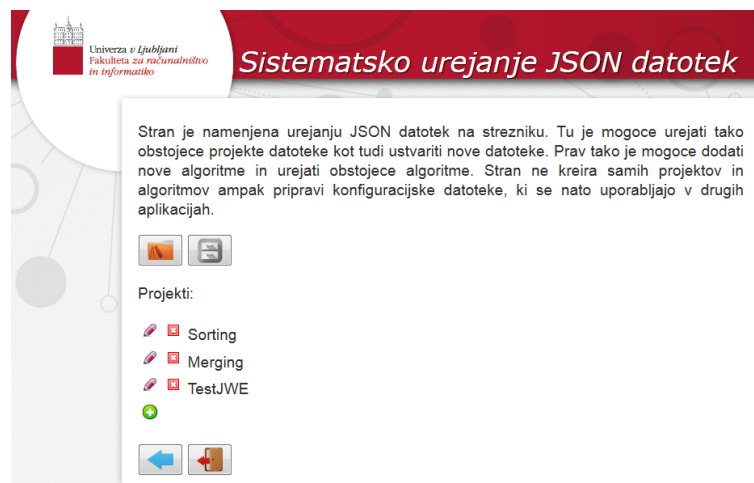 Univerza v Ljubljani
Fakulteta za računalništvo
in informatiko
Sistematsko urejanje JSON datotek
Stran je namenjena urejanju JSON datotek na strezniku. Tu je mogoce urejati tako
obstojece projekte datoteke kot tudi ustvariti nove datoteke. Prav tako je mogoce dodati
nove algoritme in urejati obstojece algoritme. Stran ne kreira samih projektov in
algoritmov ampak pripravi konfiguracijske datoteke, ki se nato uporabljajo v drugih
aplikacijah.
Projekti:
Sorting
Merging
TestJWE